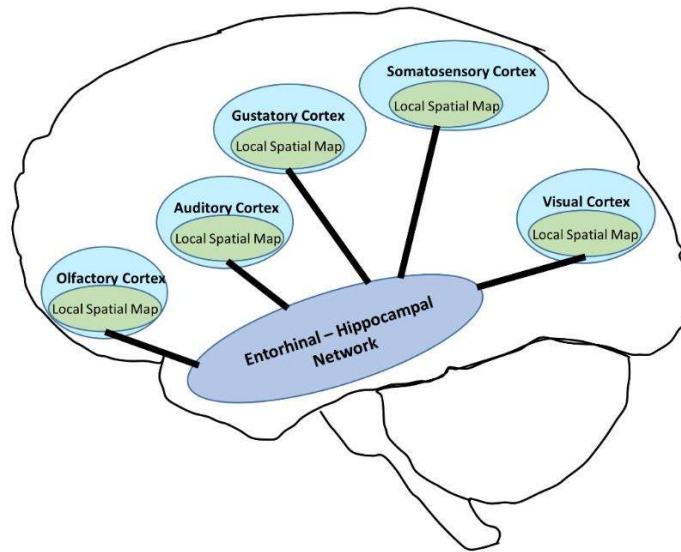 Somatosensory Cortex
Local Spatial Map
Gustatory Cortex
Local Spatial Map
Auditory Cortex
Local Spatial Map
Visual Cortex
Local Spatial Map
Olfactory Cortex
Local Spatial Map
Entorhinal – Hippocampal
Network